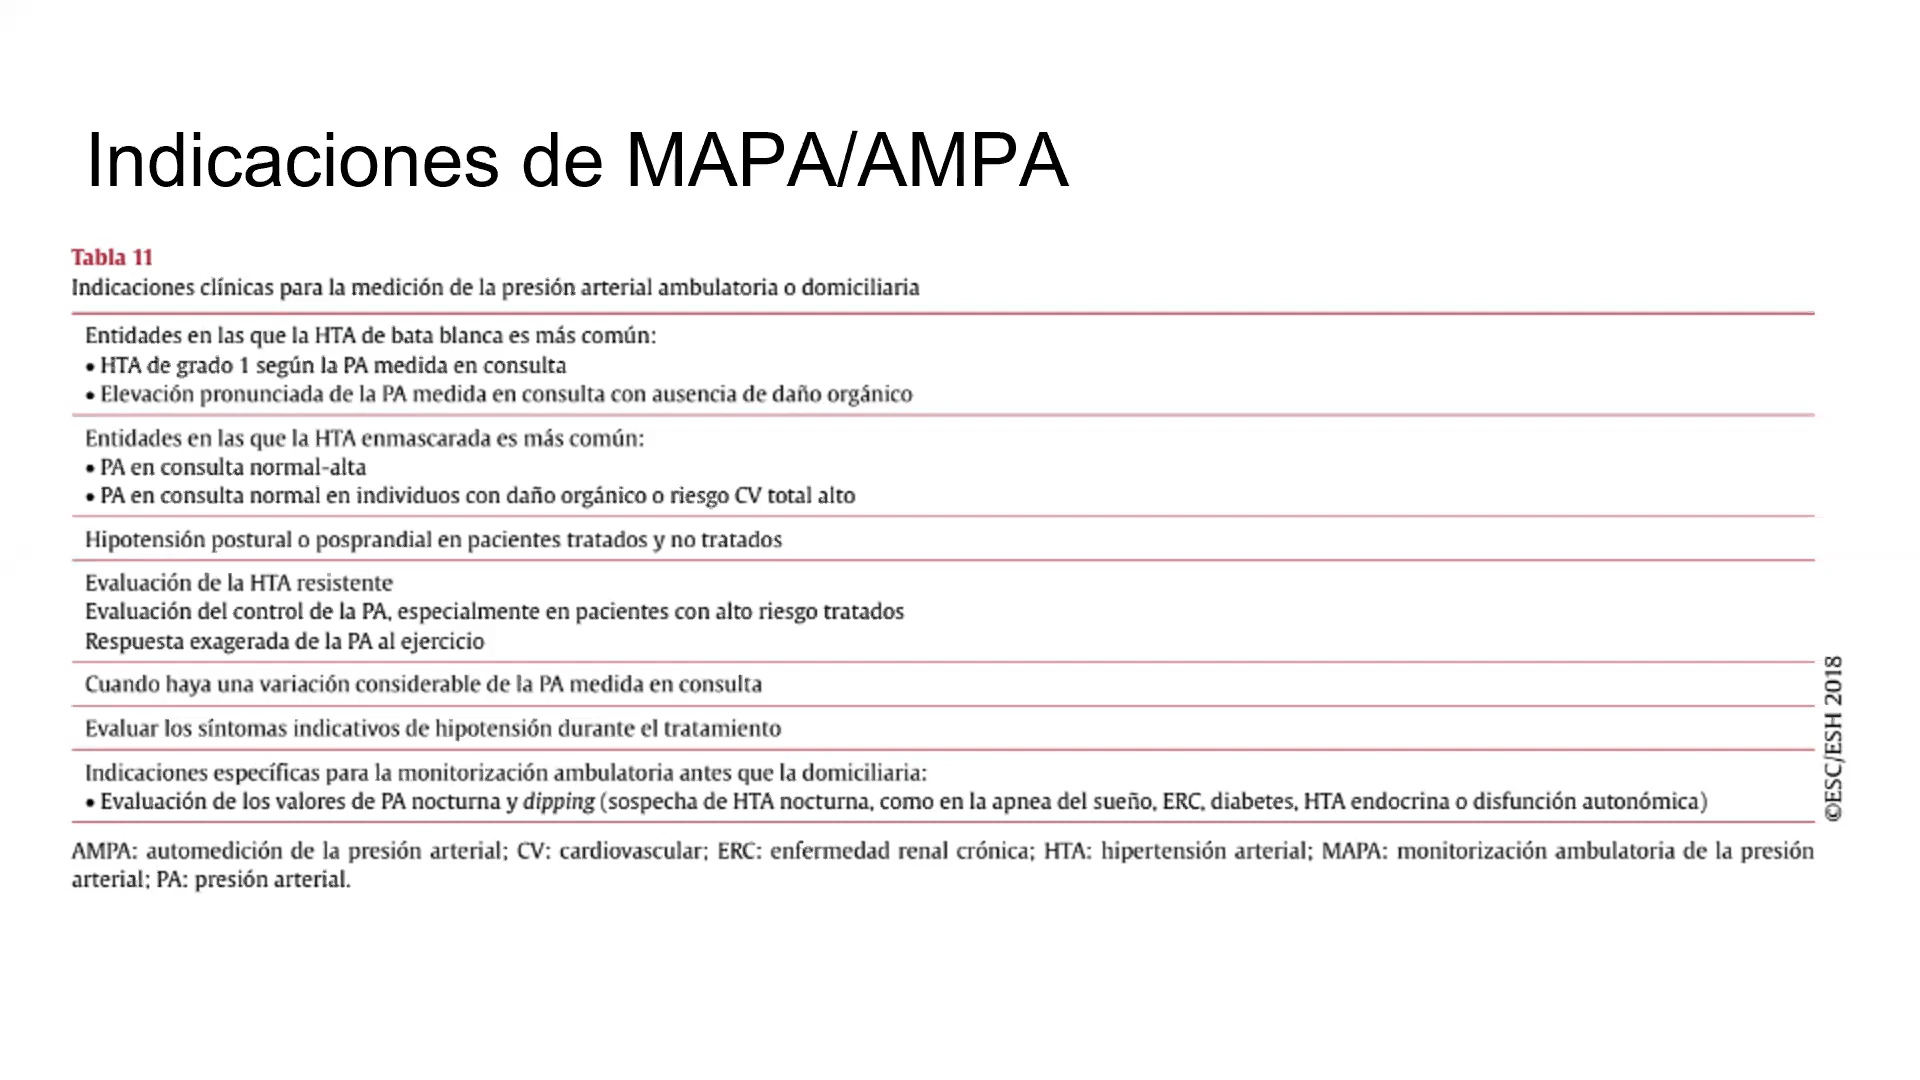 Indicaciones de MAPA/AMPA
Tabla 11
Indicaciones clínicas para la medición de la presión arterial ambulatoria o domiciliaria
Entidades en las que la HTA de bata blanca es más común:
• HTA de grado 1 según la PA medida en consulta
• Elevación pronunciada de la PA medida en consulta con ausencia de daño orgánico
Entidades en las que la HTA enmascarada es más común:
• PA en consulta normal-alta
• PA en consulta normal en individuos con daño orgánico o riesgo CV total alto
Hipotensión postural o posprandial en pacientes tratados y no tratados
Evaluación de la HTA resistente
Evaluación del control de la PA, especialmente en pacientes con alto riesgo tratados
Respuesta exagerada de la PA al ejercicio
Cuando haya una variación considerable de la PA medida en consulta
Evaluar los síntomas indicativos de hipotensión durante el tratamiento
Indicaciones específicas para la monitorización ambulatoria antes que la domiciliaria:
• Evaluación de los valores de PA nocturna y dipping (sospecha de HTA nocturna, como en la apnea del sueño, ERC, diabetes, HTA endocrina o disfunción autonómica)
©ESC/ESH 2018
AMPA: automedición de la presión arterial; CV: cardiovascular; ERC: enfermedad renal crónica; HTA: hipertensión arterial; MAPA: monitorización ambulatoria de la presión
arterial; PA: presión arterial.